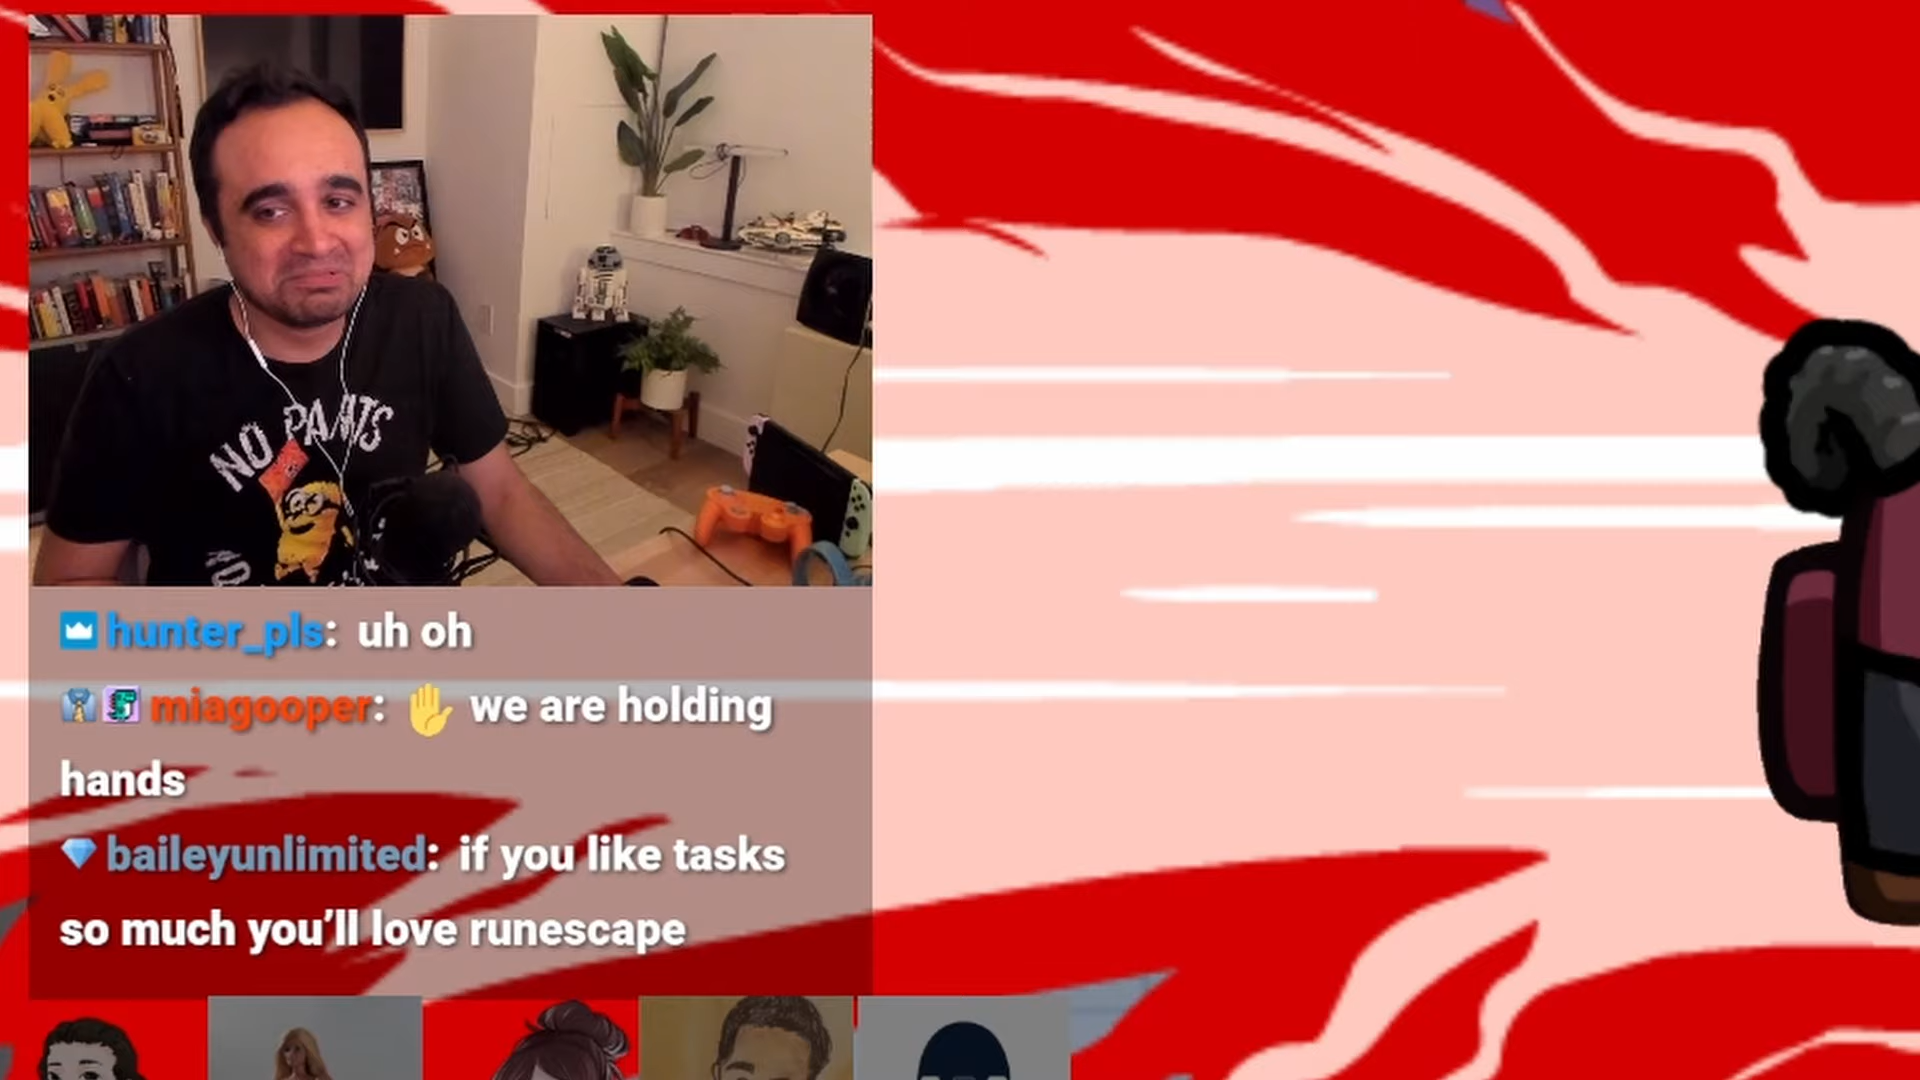 NO PANTS
hunter_pls: uh oh
miagooper: ✋ we are holding
hands
baileyunlimited: if you like tasks
so much you’ll love runescape